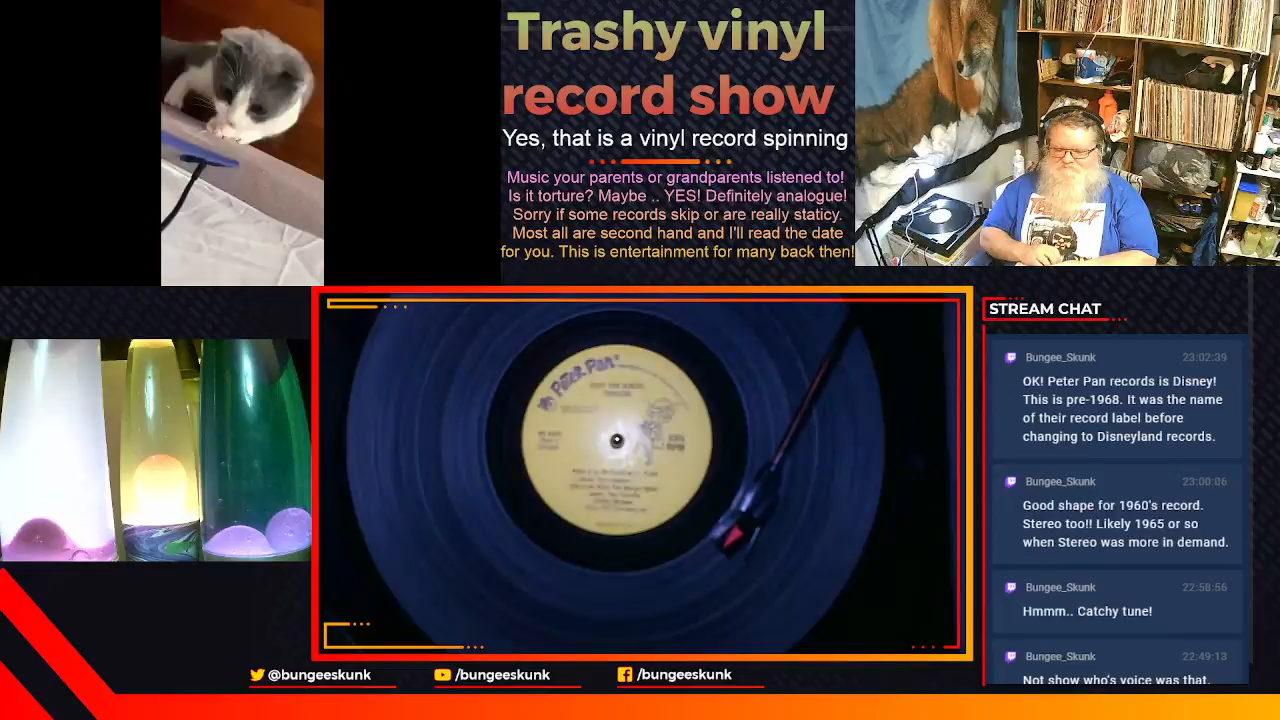 Trashy vinyl
record show
Yes, that is a vinyl record spinning
Music your parents or grandparents listened to!
Is it torture? Maybe .. YES! Definitely analogue!
Sorry if some records skip or are really staticy.
Most all are second hand and I'll read the date
for you. This is entertainment for many back then!
Peter Pan
STREAM CHAT
Bungee_Skunk 23:02:39
OK! Peter Pan records is Disney!
This is pre-1968. It was the name
of their record label before
changing to Disneyland records.
Bungee_Skunk 23:00:06
Good shape for 1960's record.
Stereo too!! Likely 1965 or so
when Stereo was more in demand.
Bungee_Skunk 22:58:56
Hmmm.. Catchy tune!
Bungee_Skunk 22:49:13
Not show who's voice was that.
@bungeeskunk
/bungeeskunk
/bungeeskunk